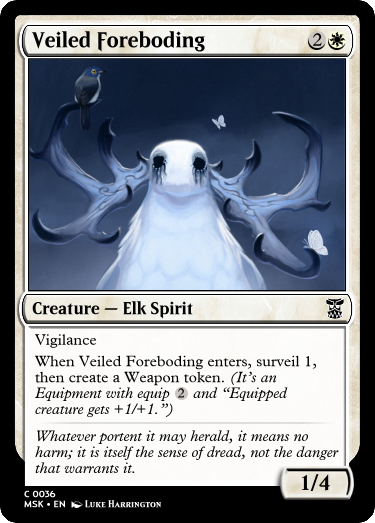 Veiled Foreboding 2
Creature — Elk Spirit
Vigilance
When Veiled Foreboding enters, surveil 1,
then create a Weapon token. (It's an
Equipment with equip 2 and “Equipped
creature gets +1/+1.”)
Whatever portent it may herald, it means no
harm; it is itself the sense of dread, not the danger
that warrants it.
1/4
C 0036
MSK • EN Luke Harrington